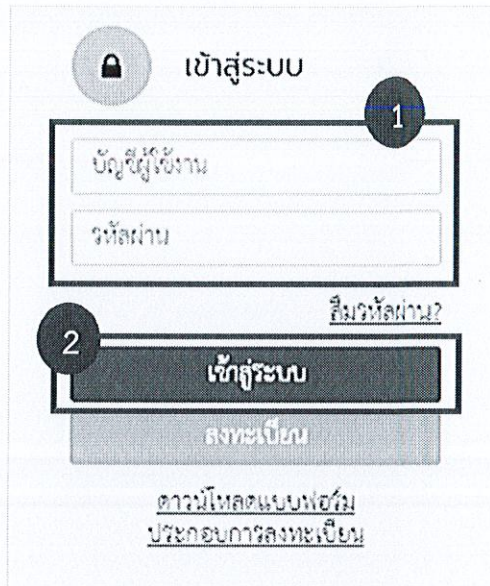 เข้าสู่ระบบ
1
บัญชีผู้ใช้งาน
รหัสผ่าน
ลืมรหัสผ่าน?
2
เข้าสู่ระบบ
ลงทะเบียน
ดาวน์โหลดแบบฟอร์ม
ประกอบการลงทะเบียน